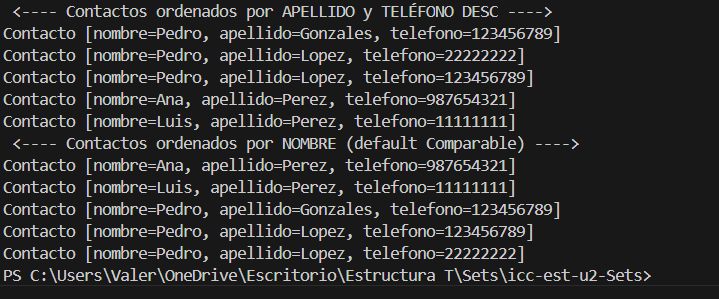 <---- Contactos ordenados por APELLIDO y TELÉFONO DESC ---->
Contacto [nombre=Pedro, apellido=Gonzales, telefono=123456789]
Contacto [nombre=Pedro, apellido=Lopez, telefono=22222222]
Contacto [nombre=Pedro, apellido=Lopez, telefono=123456789]
Contacto [nombre=Ana, apellido=Perez, telefono=987654321]
Contacto [nombre=Luis, apellido=Perez, telefono=11111111]
<---- Contactos ordenados por NOMBRE (default Comparable) ---->
Contacto [nombre=Ana, apellido=Perez, telefono=987654321]
Contacto [nombre=Luis, apellido=Perez, telefono=11111111]
Contacto [nombre=Pedro, apellido=Gonzales, telefono=123456789]
Contacto [nombre=Pedro, apellido=Lopez, telefono=123456789]
Contacto [nombre=Pedro, apellido=Lopez, telefono=22222222]
PS C:\Users\Valer\OneDrive\Escritorio\Estructura T\Sets\icc-est-u2-Sets>